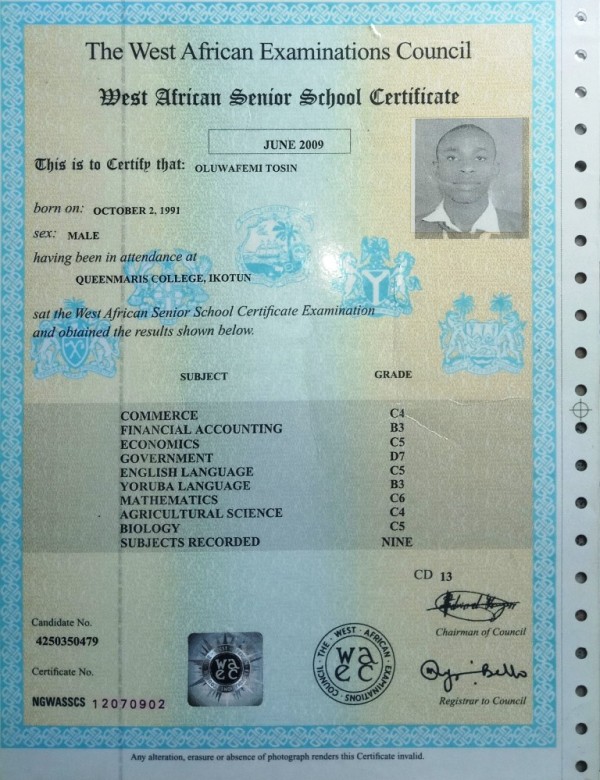 The West African Examinations Council
West African Senior School Certificate
JUNE 2009
This is to Certify that: OLUWAFEMI TOSIN
born on: OCTOBER 2, 1991
sex: MALE
having been in attendance at
QUEENMARIS COLLEGE, IKOTUN
sat the West African Senior School Certificate Examination
and obtained the results shown below.
SUBJECT GRADE
COMMERCE C4
FINANCIAL ACCOUNTING B3
ECONOMICS C5
GOVERNMENT D7
ENGLISH LANGUAGE C5
YORUBA LANGUAGE B3
MATHEMATICS C6
AGRICULTURAL SCIENCE C4
BIOLOGY C5
SUBJECTS RECORDED NINE
CD 13
Candidate No.
4250350479
Chairman of Council
Certificate No.
NGWASSCS 12070902
waec
THE WEST AFRICAN EXAMINATIONS COUNCIL
waec
Registrar to Council
Any alteration, erasure or absence of photograph renders this Certificate invalid.